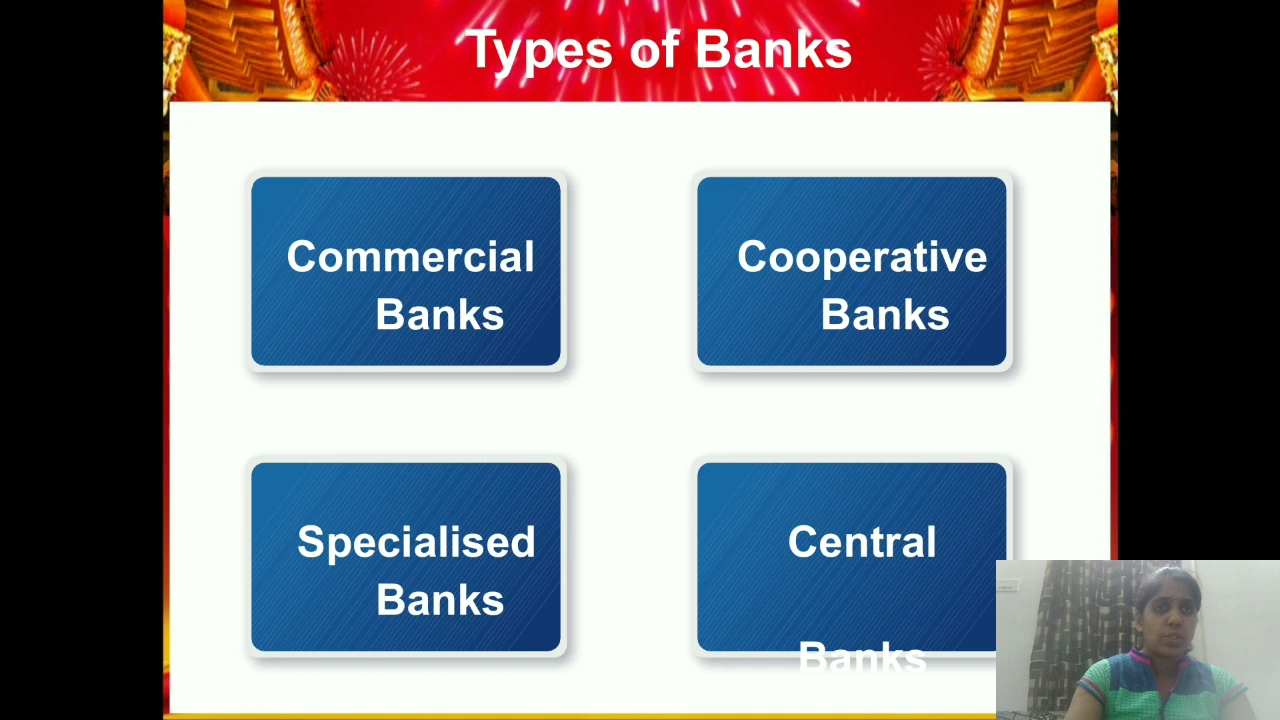 Types of Banks
Commercial
Banks
Cooperative
Banks
Specialised
Banks
Central
Banks